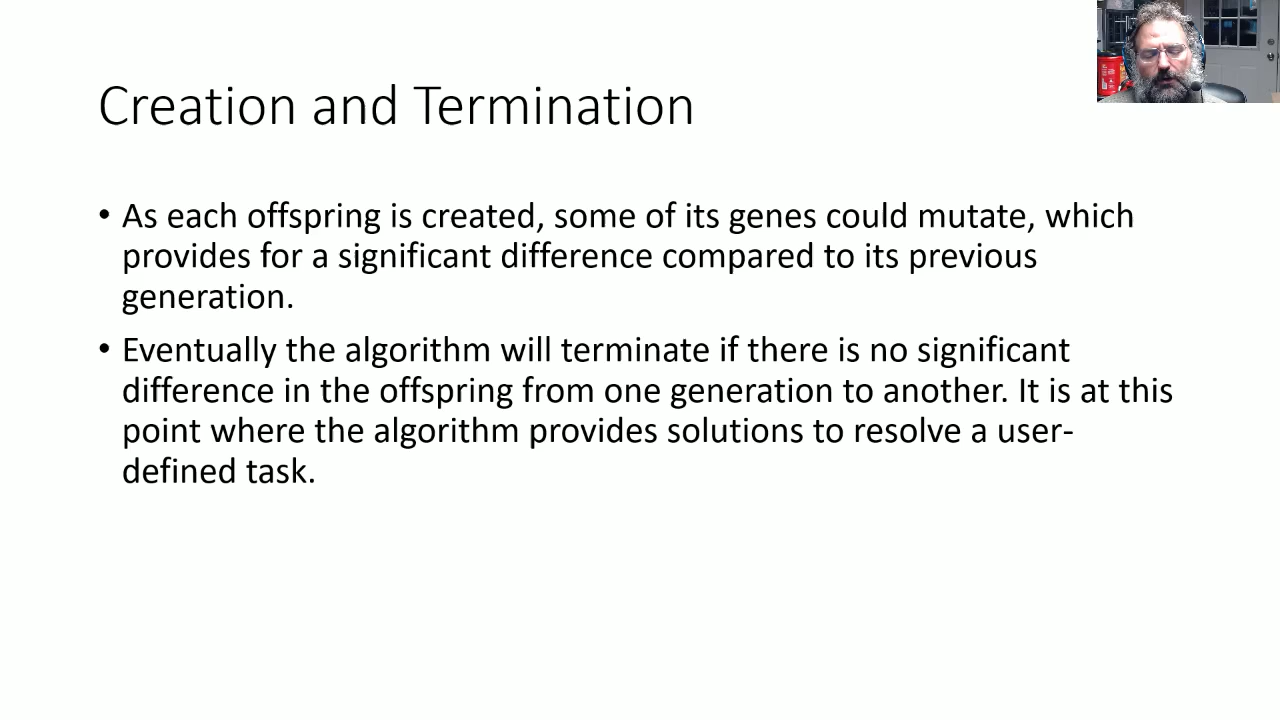 Creation and Termination
• As each offspring is created, some of its genes could mutate, which
provides for a significant difference compared to its previous
generation.
• Eventually the algorithm will terminate if there is no significant
difference in the offspring from one generation to another. It is at this
point where the algorithm provides solutions to resolve a user-
defined task.